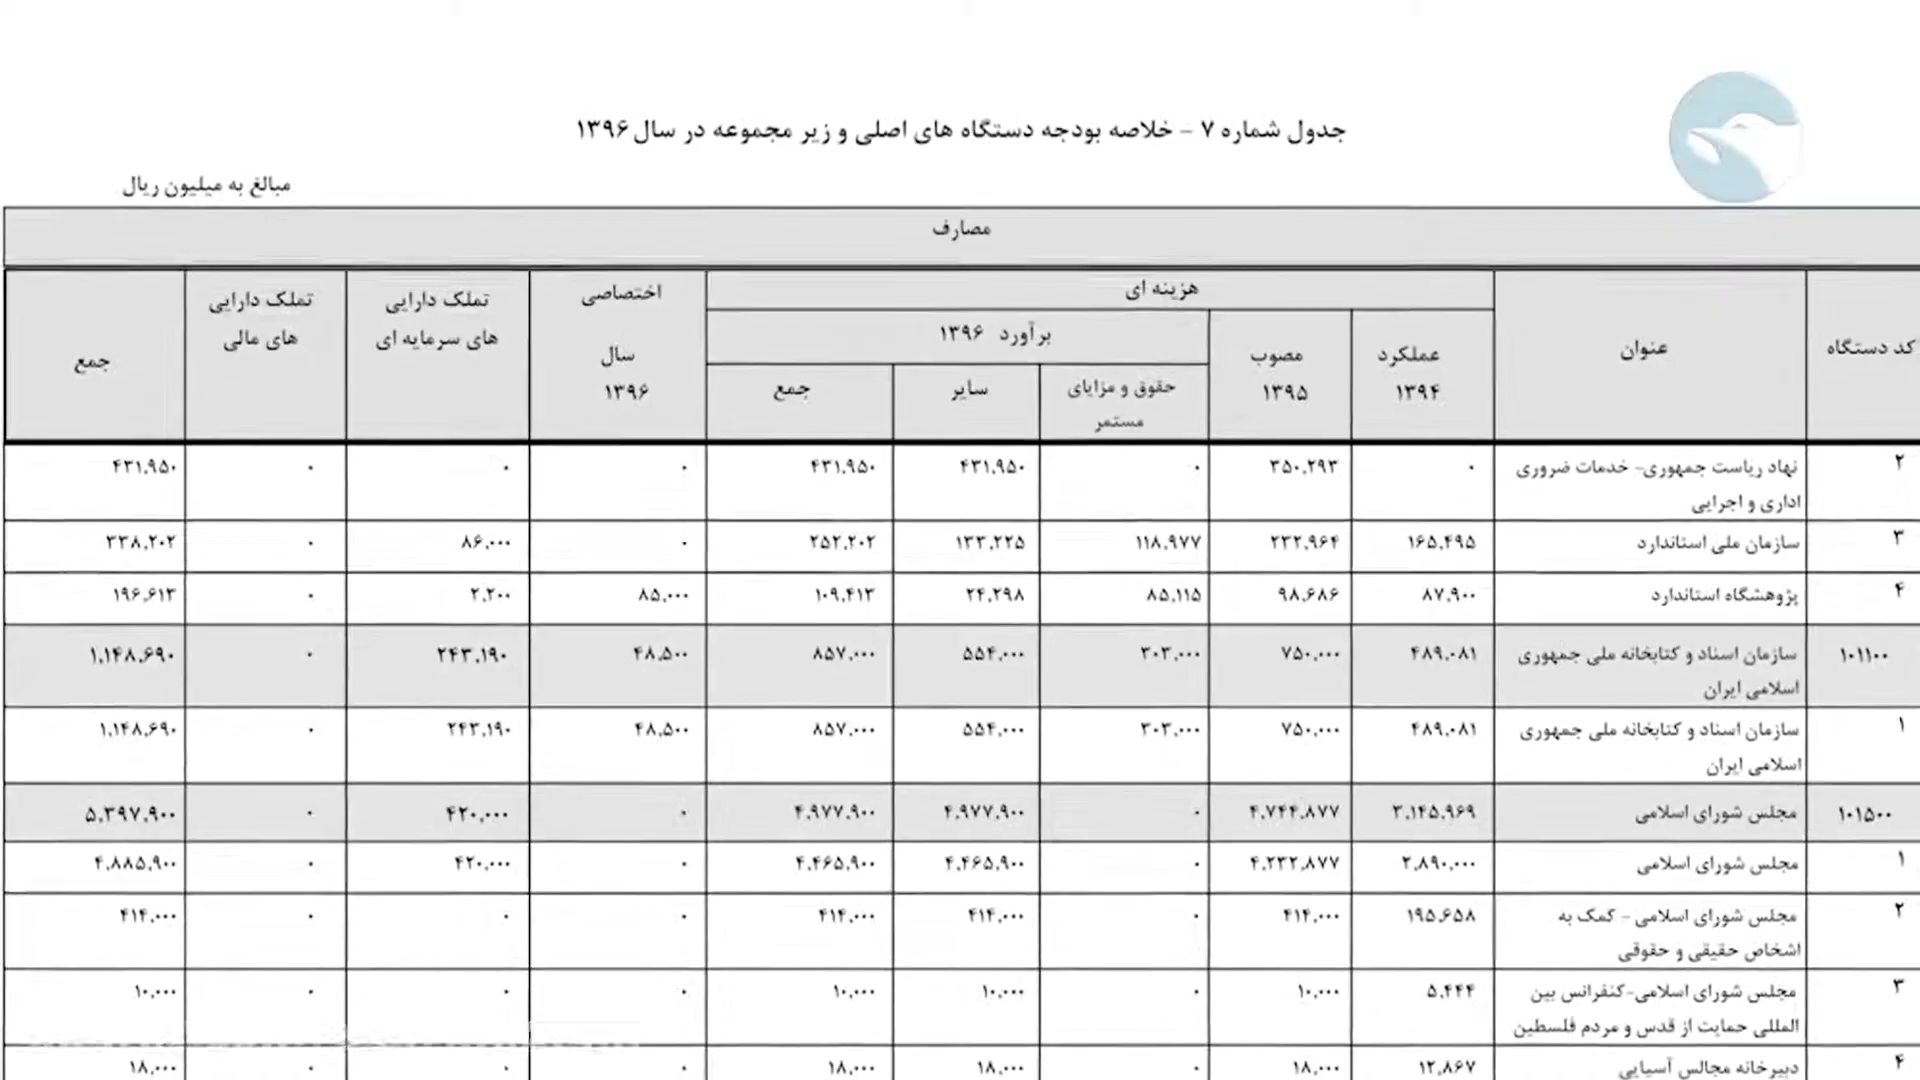 جدول شماره ۷ - خلاصه بودجه دستگاه های اصلی و زیر مجموعه در سال ۱۳۹۶
مبالغ به میلیون ریال
مصارف
کد دستگاه عنوان هزینه ای اختصاصی سال ۱۳۹۶ تملک دارایی های سرمایه ای تملک دارایی های مالی جمع
عملکرد ۱۳۹۴ مصوب ۱۳۹۵ برآورد ۱۳۹۶
حقوق و مزایای مستمر سایر جمع
۲ نهاد ریاست جمهوری- خدمات ضروری ۰ ۳۵۰,۲۹۳ ۰ ۴۳۱,۹۵۰ ۴۳۱,۹۵۰ ۰ ۰ ۰ ۴۳۱,۹۵۰
اداری و اجرایی
۳ سازمان ملی استاندارد ۱۶۵,۴۹۵ ۲۳۲,۹۶۴ ۱۱۸,۹۷۷ ۱۳۳,۲۲۵ ۲۵۲,۲۰۲ ۰ ۸۶,۰۰۰ ۰ ۳۳۸,۲۰۲
۴ پژوهشگاه استاندارد ۸۷,۹۰۰ ۹۸,۶۸۶ ۸۵,۱۱۵ ۲۴,۲۹۸ ۱۰۹,۴۱۳ ۸۵,۰۰۰ ۲,۲۰۰ ۰ ۱۹۶,۶۱۳
۱۰۱۱۰۰ سازمان اسناد و کتابخانه ملی جمهوری ۴۸۹,۰۸۱ ۷۵۰,۰۰۰ ۳۰۳,۰۰۰ ۵۵۴,۰۰۰ ۸۵۷,۰۰۰ ۴۸,۵۰۰ ۲۴۳,۱۹۰ ۰ ۱,۱۴۸,۶۹۰
اسلامی ایران
۱ سازمان اسناد و کتابخانه ملی جمهوری ۴۸۹,۰۸۱ ۷۵۰,۰۰۰ ۳۰۳,۰۰۰ ۵۵۴,۰۰۰ ۸۵۷,۰۰۰ ۴۸,۵۰۰ ۲۴۳,۱۹۰ ۰ ۱,۱۴۸,۶۹۰
اسلامی ایران
۱۰۱۵۰۰ مجلس شورای اسلامی ۳,۱۴۵,۹۶۹ ۴,۷۴۴,۸۷۷ ۰ ۴,۹۷۷,۹۰۰ ۴,۹۷۷,۹۰۰ ۰ ۴۲۰,۰۰۰ ۰ ۵,۳۹۷,۹۰۰
۱ مجلس شورای اسلامی ۲,۸۹۰,۰۰۰ ۴,۲۳۲,۸۷۷ ۰ ۴,۴۶۵,۹۰۰ ۴,۴۶۵,۹۰۰ ۰ ۴۲۰,۰۰۰ ۰ ۴,۸۸۵,۹۰۰
۲ مجلس شورای اسلامی - کمک به ۱۹۵,۶۵۸ ۴۱۴,۰۰۰ ۰ ۴۱۴,۰۰۰ ۴۱۴,۰۰۰ ۰ ۰ ۰ ۴۱۴,۰۰۰
اشخاص حقیقی و حقوقی
۳ مجلس شورای اسلامی-کنفرانس بین ۵,۴۴۴ ۱۰,۰۰۰ ۰ ۱۰,۰۰۰ ۱۰,۰۰۰ ۰ ۰ ۰ ۱۰,۰۰۰
المللی حمایت از قدس و مردم فلسطین
۴ دبیرخانه مجالس آسیایی ۱۲,۸۶۷ ۱۸,۰۰۰ ۰ ۱۸,۰۰۰ ۱۸,۰۰۰ ۰ ۰ ۰ ۱۸,۰۰۰